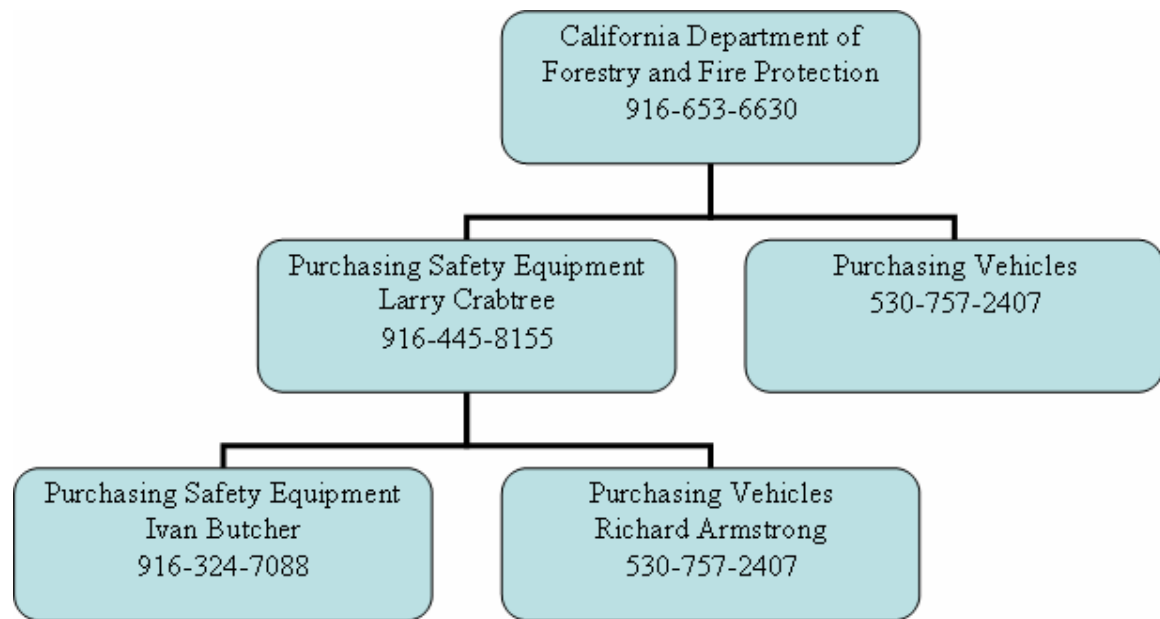 California Department of
Forestry and Fire Protection
916-653-6630
Purchasing Safety Equipment
Larry Crabtree
916-445-8155
Purchasing Vehicles
530-757-2407
Purchasing Safety Equipment
Ivan Butcher
916-324-7088
Purchasing Vehicles
Richard Armstrong
530-757-2407